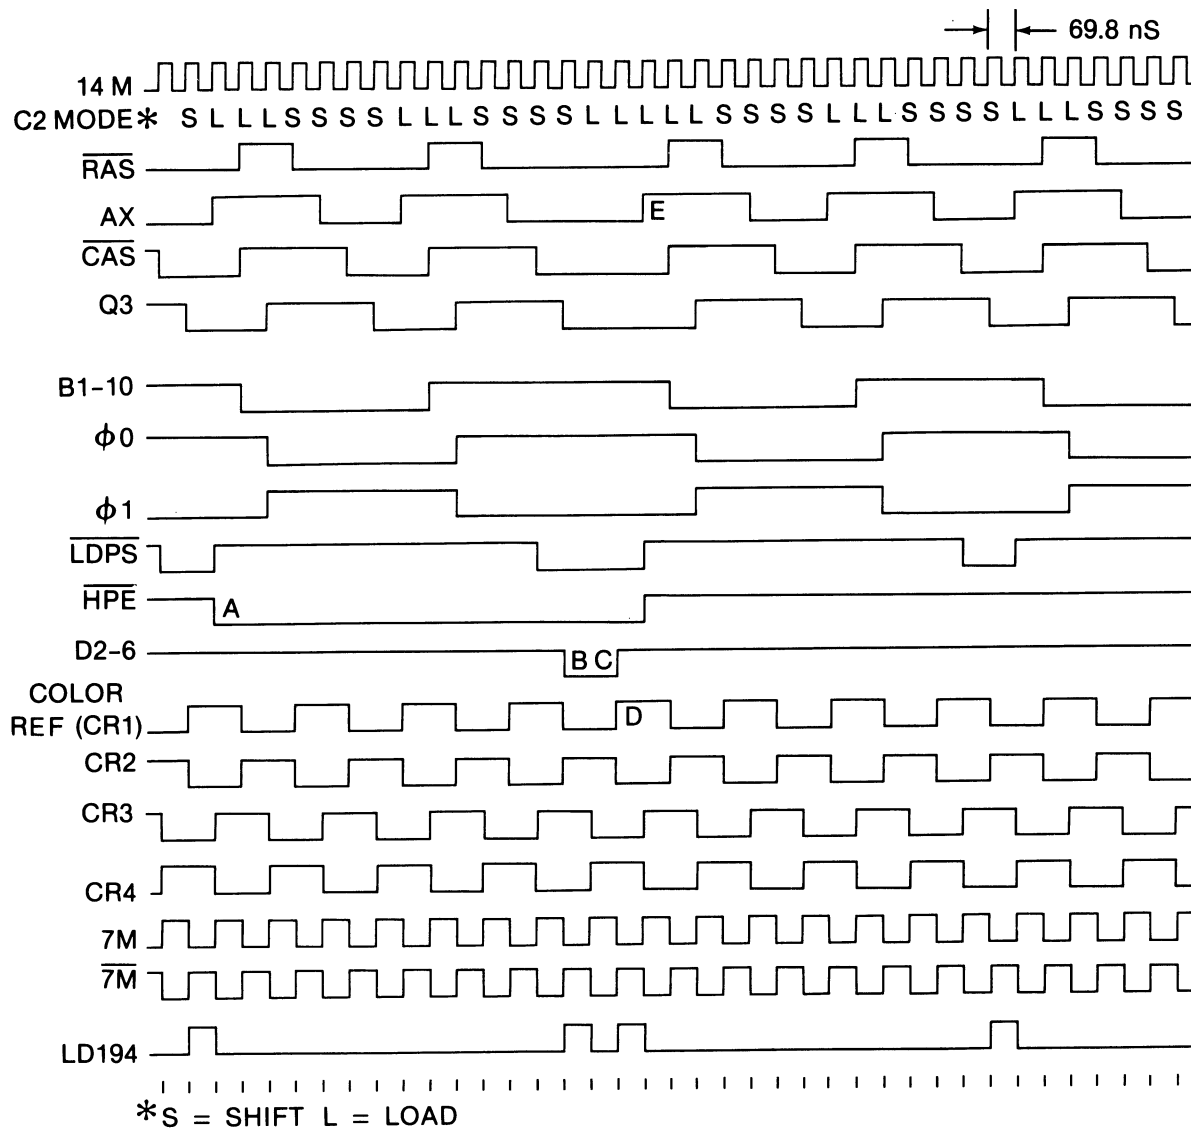 69.8 nS
14 M
C2 MODE* S L L L S S S S L L L S S S S L L L L L S S S S L L L S S S S L L L S S S S
RAS
AX
E
CAS
Q3
B1-10
ϕ0
ϕ1
LDPS
HPE
A
D2-6
B C
COLOR
REF (CR1)
D
CR2
CR3
CR4
7M
7M
LD194
*S = SHIFT L = LOAD